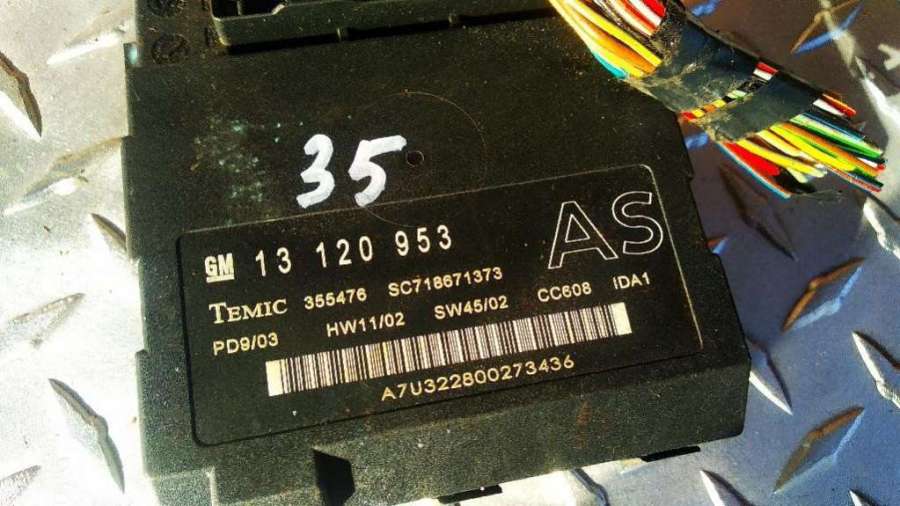 35
GM 13 120 953
AS
TEMIC 355476 SC718671373
PD9/03 HW11/02 SW45/02 CC608 IDA1
A7U322800273436